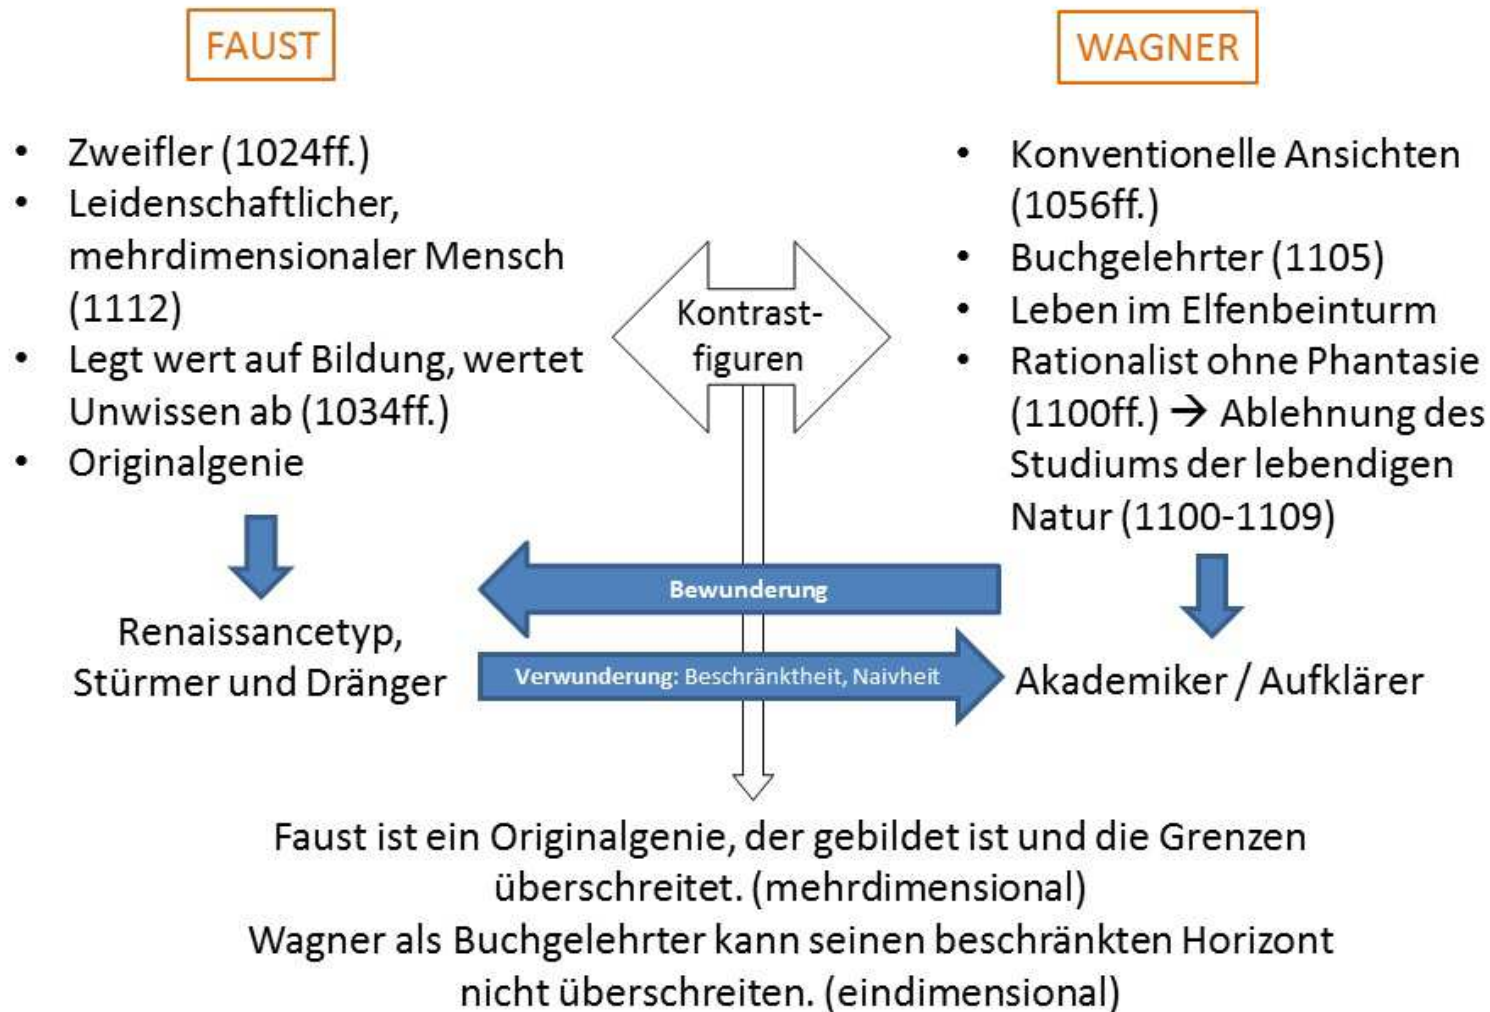 FAUST
• Zweifler (1024ff.)
• Leidenschaftlicher,
mehrdimensionaler Mensch
(1112)
• Legt wert auf Bildung, wertet
Unwissen ab (1034ff.)
• Originalgenie
Renaissancetyp,
Stürmer und Dränger
Kontrast-
figuren
Bewunderung
Verwunderung: Beschränktheit, Naivheit
WAGNER
• Konventionelle Ansichten
(1056ff.)
• Buchgelehrter (1105)
• Leben im Elfenbeinturm
• Rationalist ohne Phantasie
(1100ff.) → Ablehnung des
Studiums der lebendigen
Natur (1100-1109)
Akademiker / Aufklärer
Faust ist ein Originalgenie, der gebildet ist und die Grenzen
überschreitet. (mehrdimensional)
Wagner als Buchgelehrter kann seinen beschränkten Horizont
nicht überschreiten. (eindimensional)